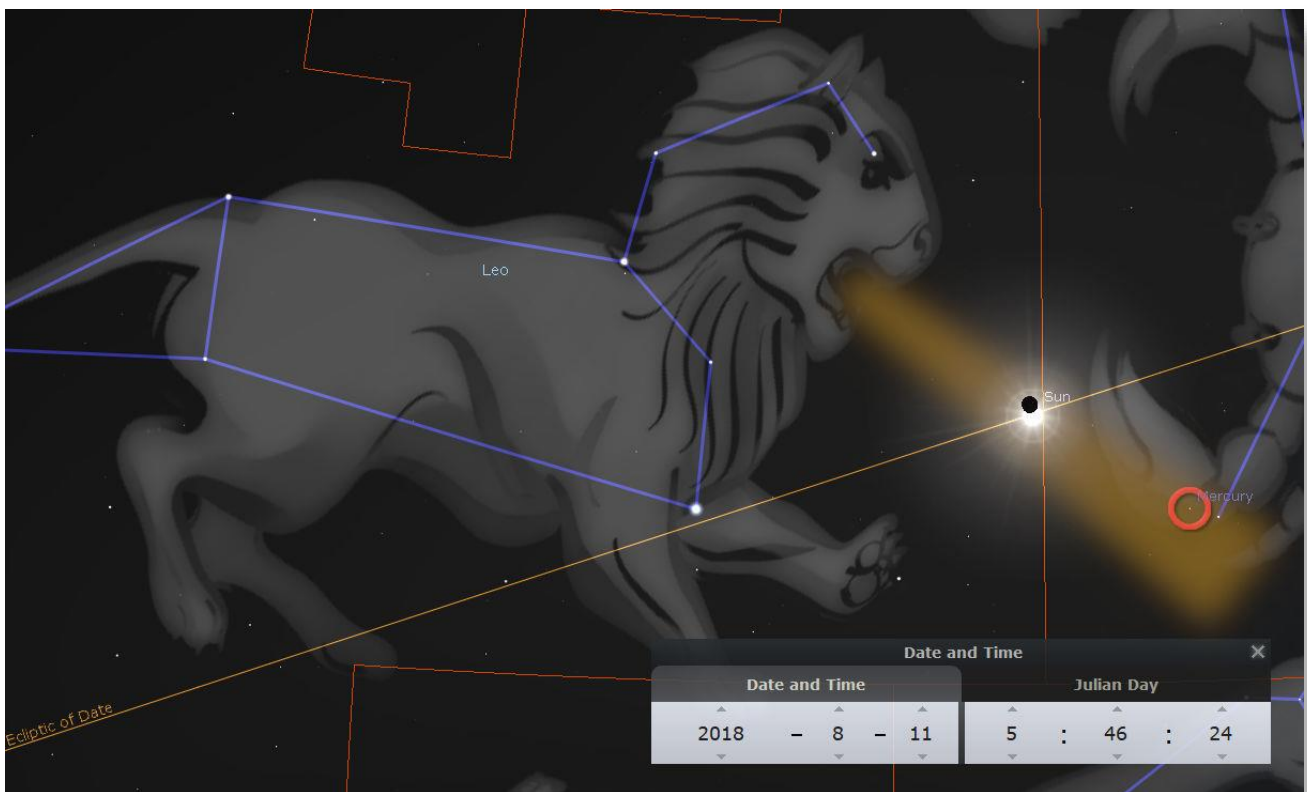 Leo
Sun
Mercury
Ecliptic of Date
Date and Time
Date and Time
Julian Day
2018 – 8 – 11 5 : 46 : 24